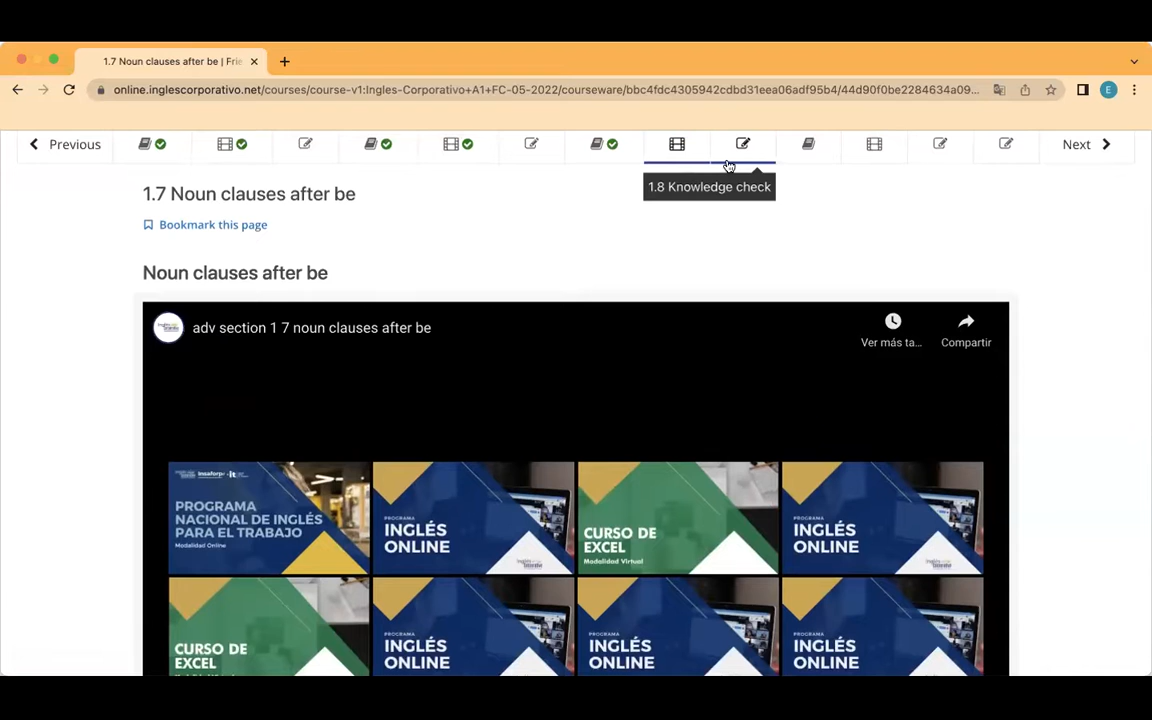 1.7 Noun clauses after be | Frie
online.inglescorporativo.net/courses/course-v1:Ingles-Corporativo+A1+FC-05-2022/courseware/bbc4fdc4305942cdbd31eea06adf95b4/44d90f0be2284634a09...
E
Previous
Next
1.8 Knowledge check
1.7 Noun clauses after be
Bookmark this page
Noun clauses after be
adv section 1 7 noun clauses after be
Ver más ta...
Compartir
insaforp
PROGRAMA
NACIONAL DE INGLÉS
PARA EL TRABAJO
Modalidad Online
PROGRAMA
INGLÉS
ONLINE
CURSO DE
EXCEL
Modalidad Virtual
PROGRAMA
INGLÉS
ONLINE
CURSO DE
EXCEL
PROGRAMA
INGLÉS
ONLINE
PROGRAMA
INGLÉS
ONLINE
PROGRAMA
INGLÉS
ONLINE